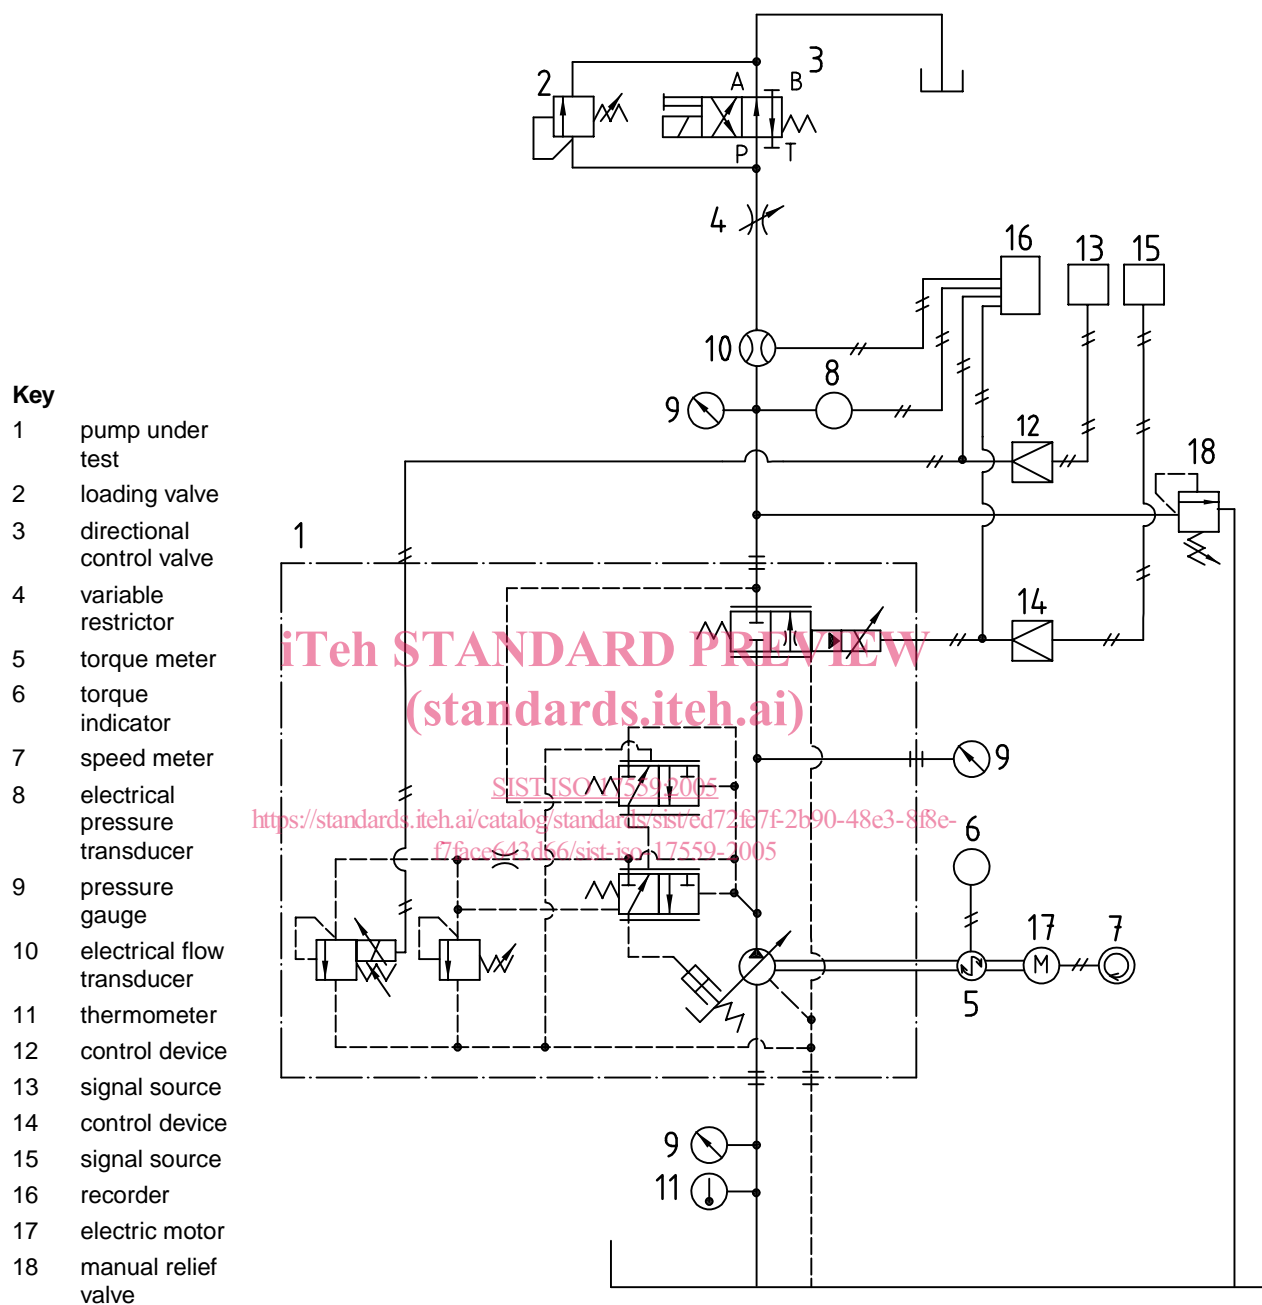 Key
1 pump under
test
2 loading valve
3 directional
control valve
4 variable
restrictor
5 torque meter
6 torque
indicator
7 speed meter
8 electrical
pressure
transducer
9 pressure
gauge
10 electrical flow
transducer
11 thermometer
12 control device
13 signal source
14 control device
15 signal source
16 recorder
17 electric motor
18 manual relief
valve
3
2
A B
P T
4
16 13 15
10
8
9
12
18
1
14
iTeh STANDARD PREVIEW
(standards.iteh.ai)
9
SIST ISO 17559:2005
https://standards.iteh.ai/catalog/standards/sist/ed72fe7f-2b90-48e3-8f8e-
f7face643d66/sist-iso-17559-2005
6
17 7
M
5
9
11